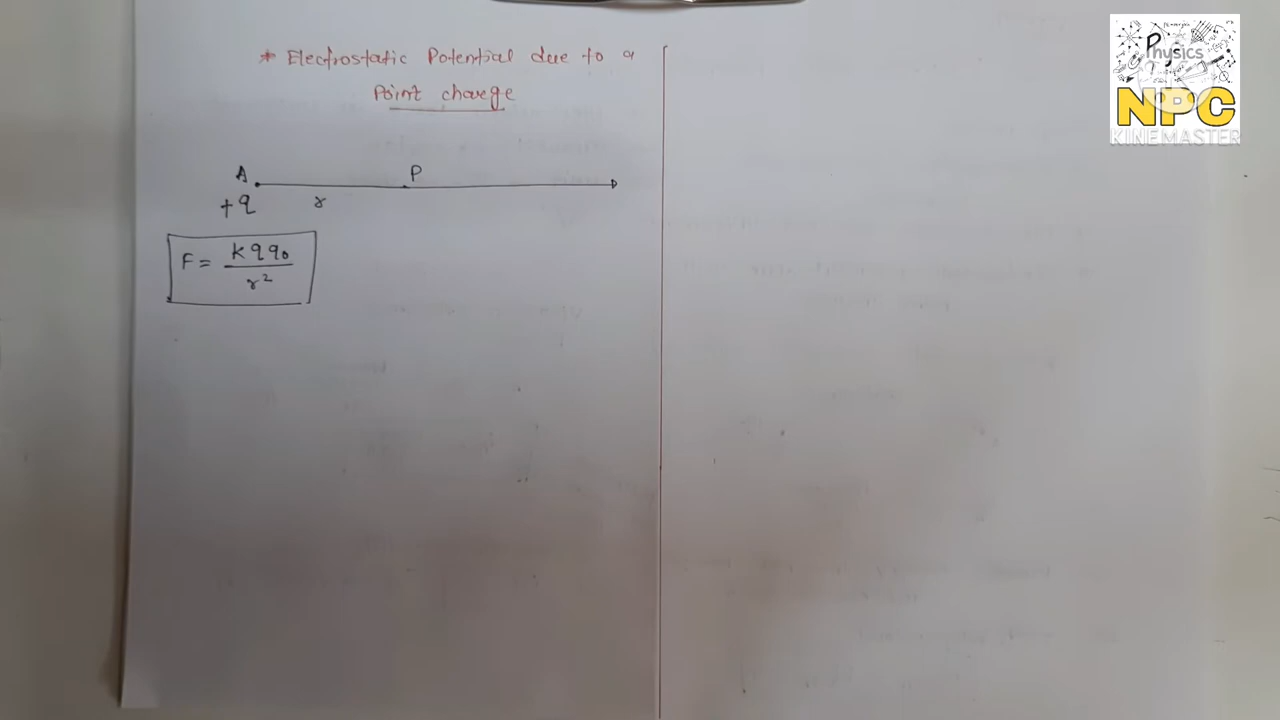 * Electrostatic Potential due to a
Point charge
A
P
+q
r
F = kqq₀
r²
Physics
NPC
KINEMASTER